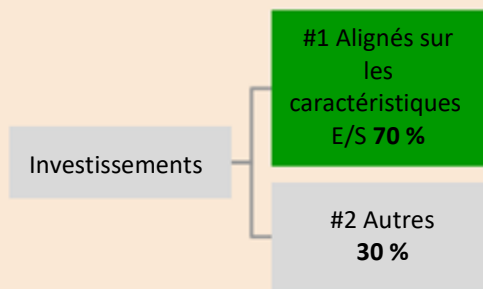 #1 Alignés sur
les
caractéristiques
E/S 70 %
Investissements
#2 Autres
30 %